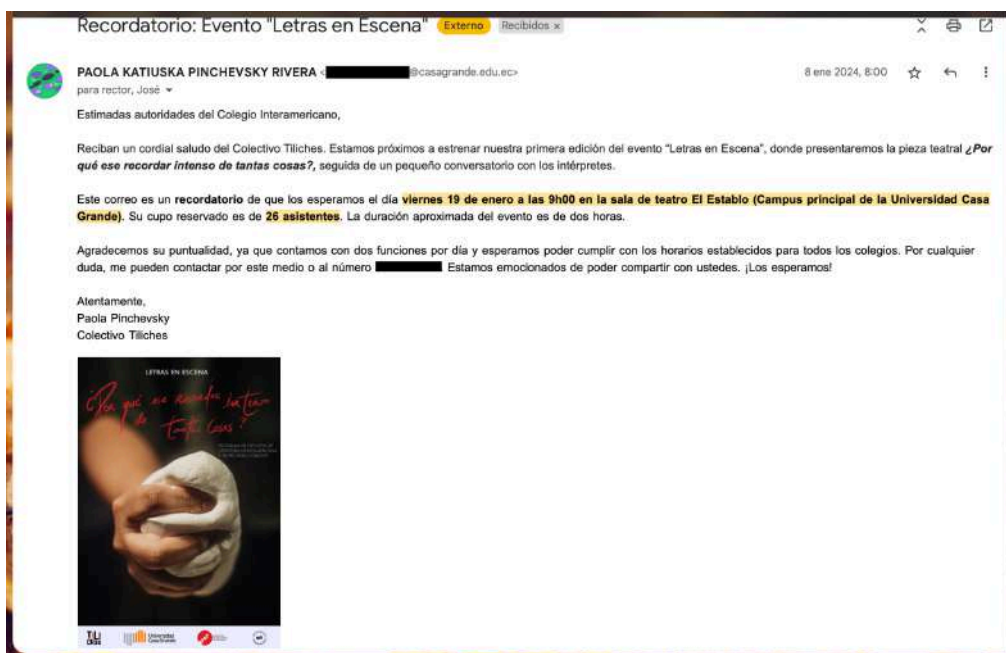 Recordatorio: Evento "Letras en Escena" Externo Recibidos x
PAOLA KATIUSKA PINCHEVSKY RIVERA < @casagrande.edu.ec> 8 ene 2024, 8:00
para rector, José
Estimadas autoridades del Colegio Interamericano,
Reciban un cordial saludo del Colectivo Tiliches. Estamos próximos a estrenar nuestra primera edición del evento "Letras en Escena", donde presentaremos la pieza teatral ¿Por
qué ese recordar intenso de tantas cosas?, seguida de un pequeño conversatorio con los intérpretes.
Este correo es un recordatorio de que los esperamos el día viernes 19 de enero a las 9h00 en la sala de teatro El Establo (Campus principal de la Universidad Casa
Grande). Su cupo reservado es de 26 asistentes. La duración aproximada del evento es de dos horas.
Agradecemos su puntualidad, ya que contamos con dos funciones por día y esperamos poder cumplir con los horarios establecidos para todos los colegios. Por cualquier
duda, me pueden contactar por este medio o al número . Estamos emocionados de poder compartir con ustedes. ¡Los esperamos!
Atentamente,
Paola Pinchevsky
Colectivo Tiliches
LETRAS EN ESCENA
¿Por qué ese recordar intenso
de tantas cosas?
TILI
CHES
Universidad
Casa Grande